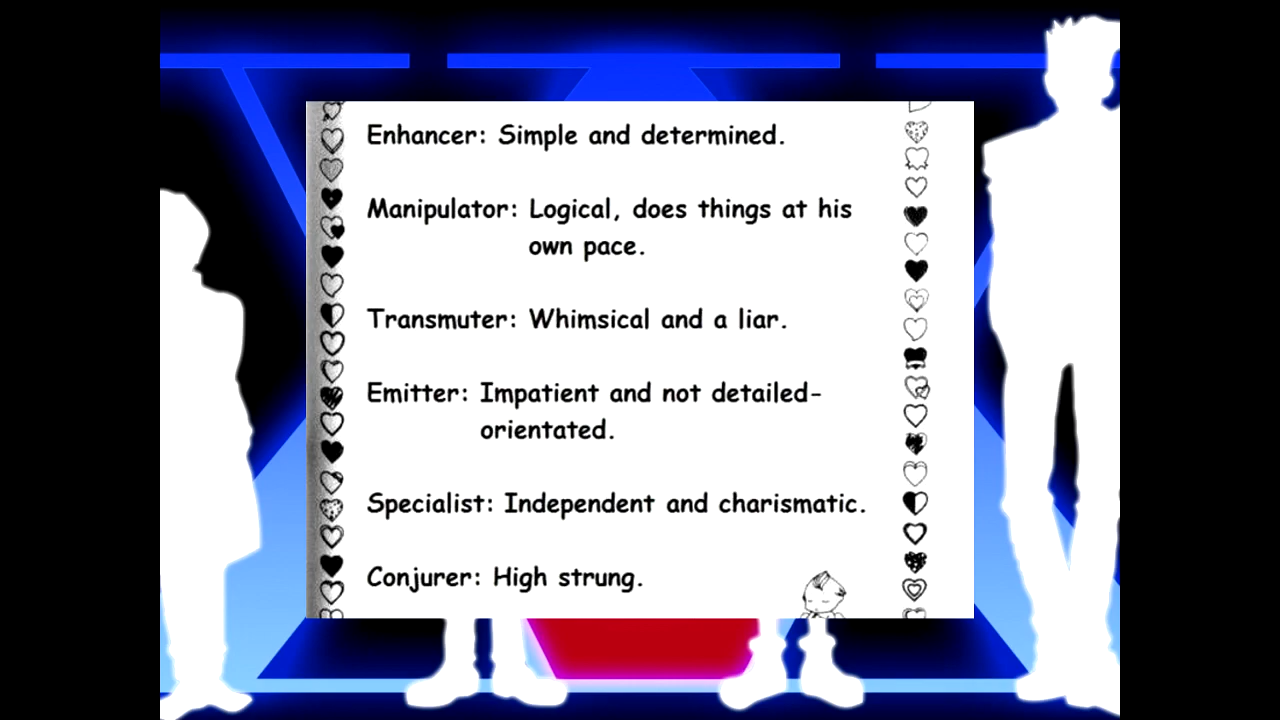 Enhancer: Simple and determined.
Manipulator: Logical, does things at his
own pace.
Transmuter: Whimsical and a liar.
Emitter: Impatient and not detailed-
orientated.
Specialist: Independent and charismatic.
Conjurer: High strung.